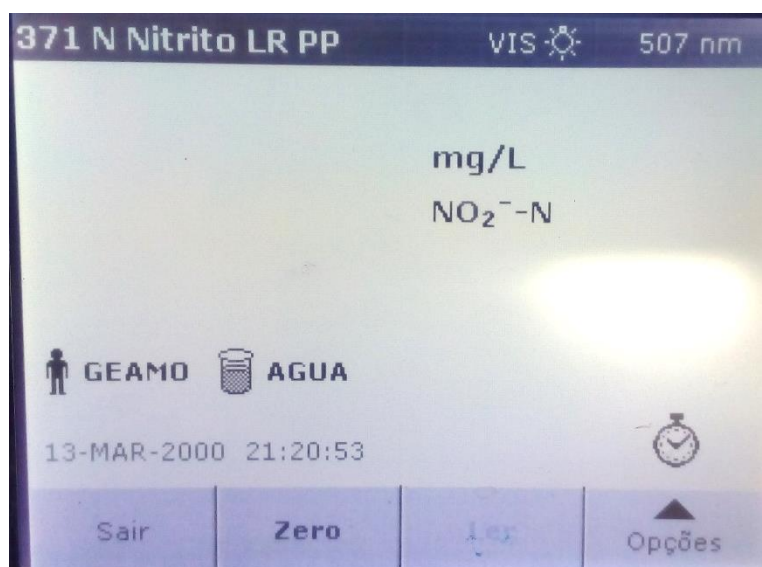 371 N Nitrito LR PP VIS 507 nm
mg/L
NO₂⁻-N
GEAMO AGUA
13-MAR-2000 21:20:53
Sair Zero Ler Opções